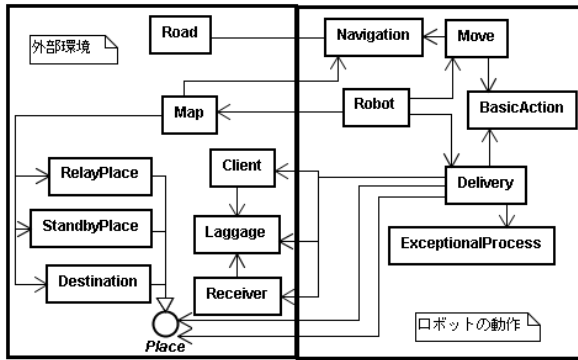 外部環境
Road
Navigation
Move
Map
Robot
BasicAction
Client
RelayPlace
Delivery
StandbyPlace
Laggage
ExceptionalProcess
Destination
Receiver
Place
ロボットの動作